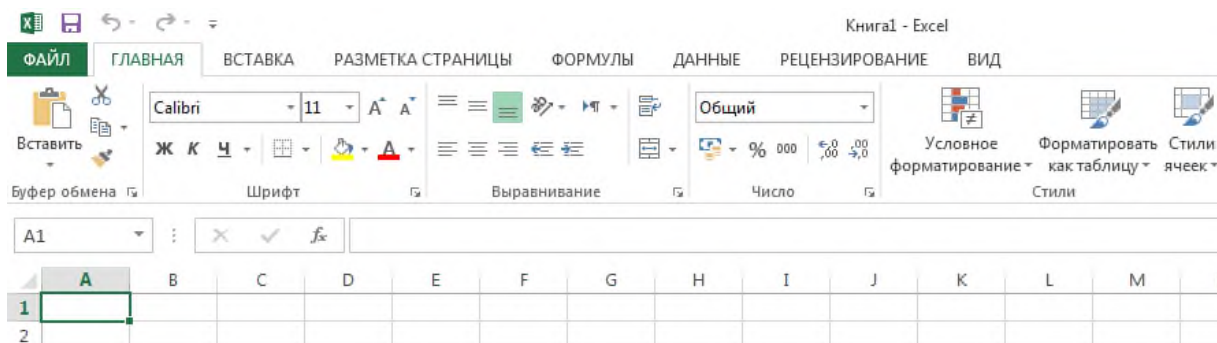 Книга1 - Excel
ФАЙЛ ГЛАВНАЯ ВСТАВКА РАЗМЕТКА СТРАНИЦЫ ФОРМУЛЫ ДАННЫЕ РЕЦЕНЗИРОВАНИЕ ВИД
Calibri 11 Общий
Вставить Ж К Ч % 000 Условное форматирование Форматировать как таблицу Стили ячеек
Буфер обмена Шрифт Выравнивание Число Стили
A1 fx
A B C D E F G H I J K L M
1
2